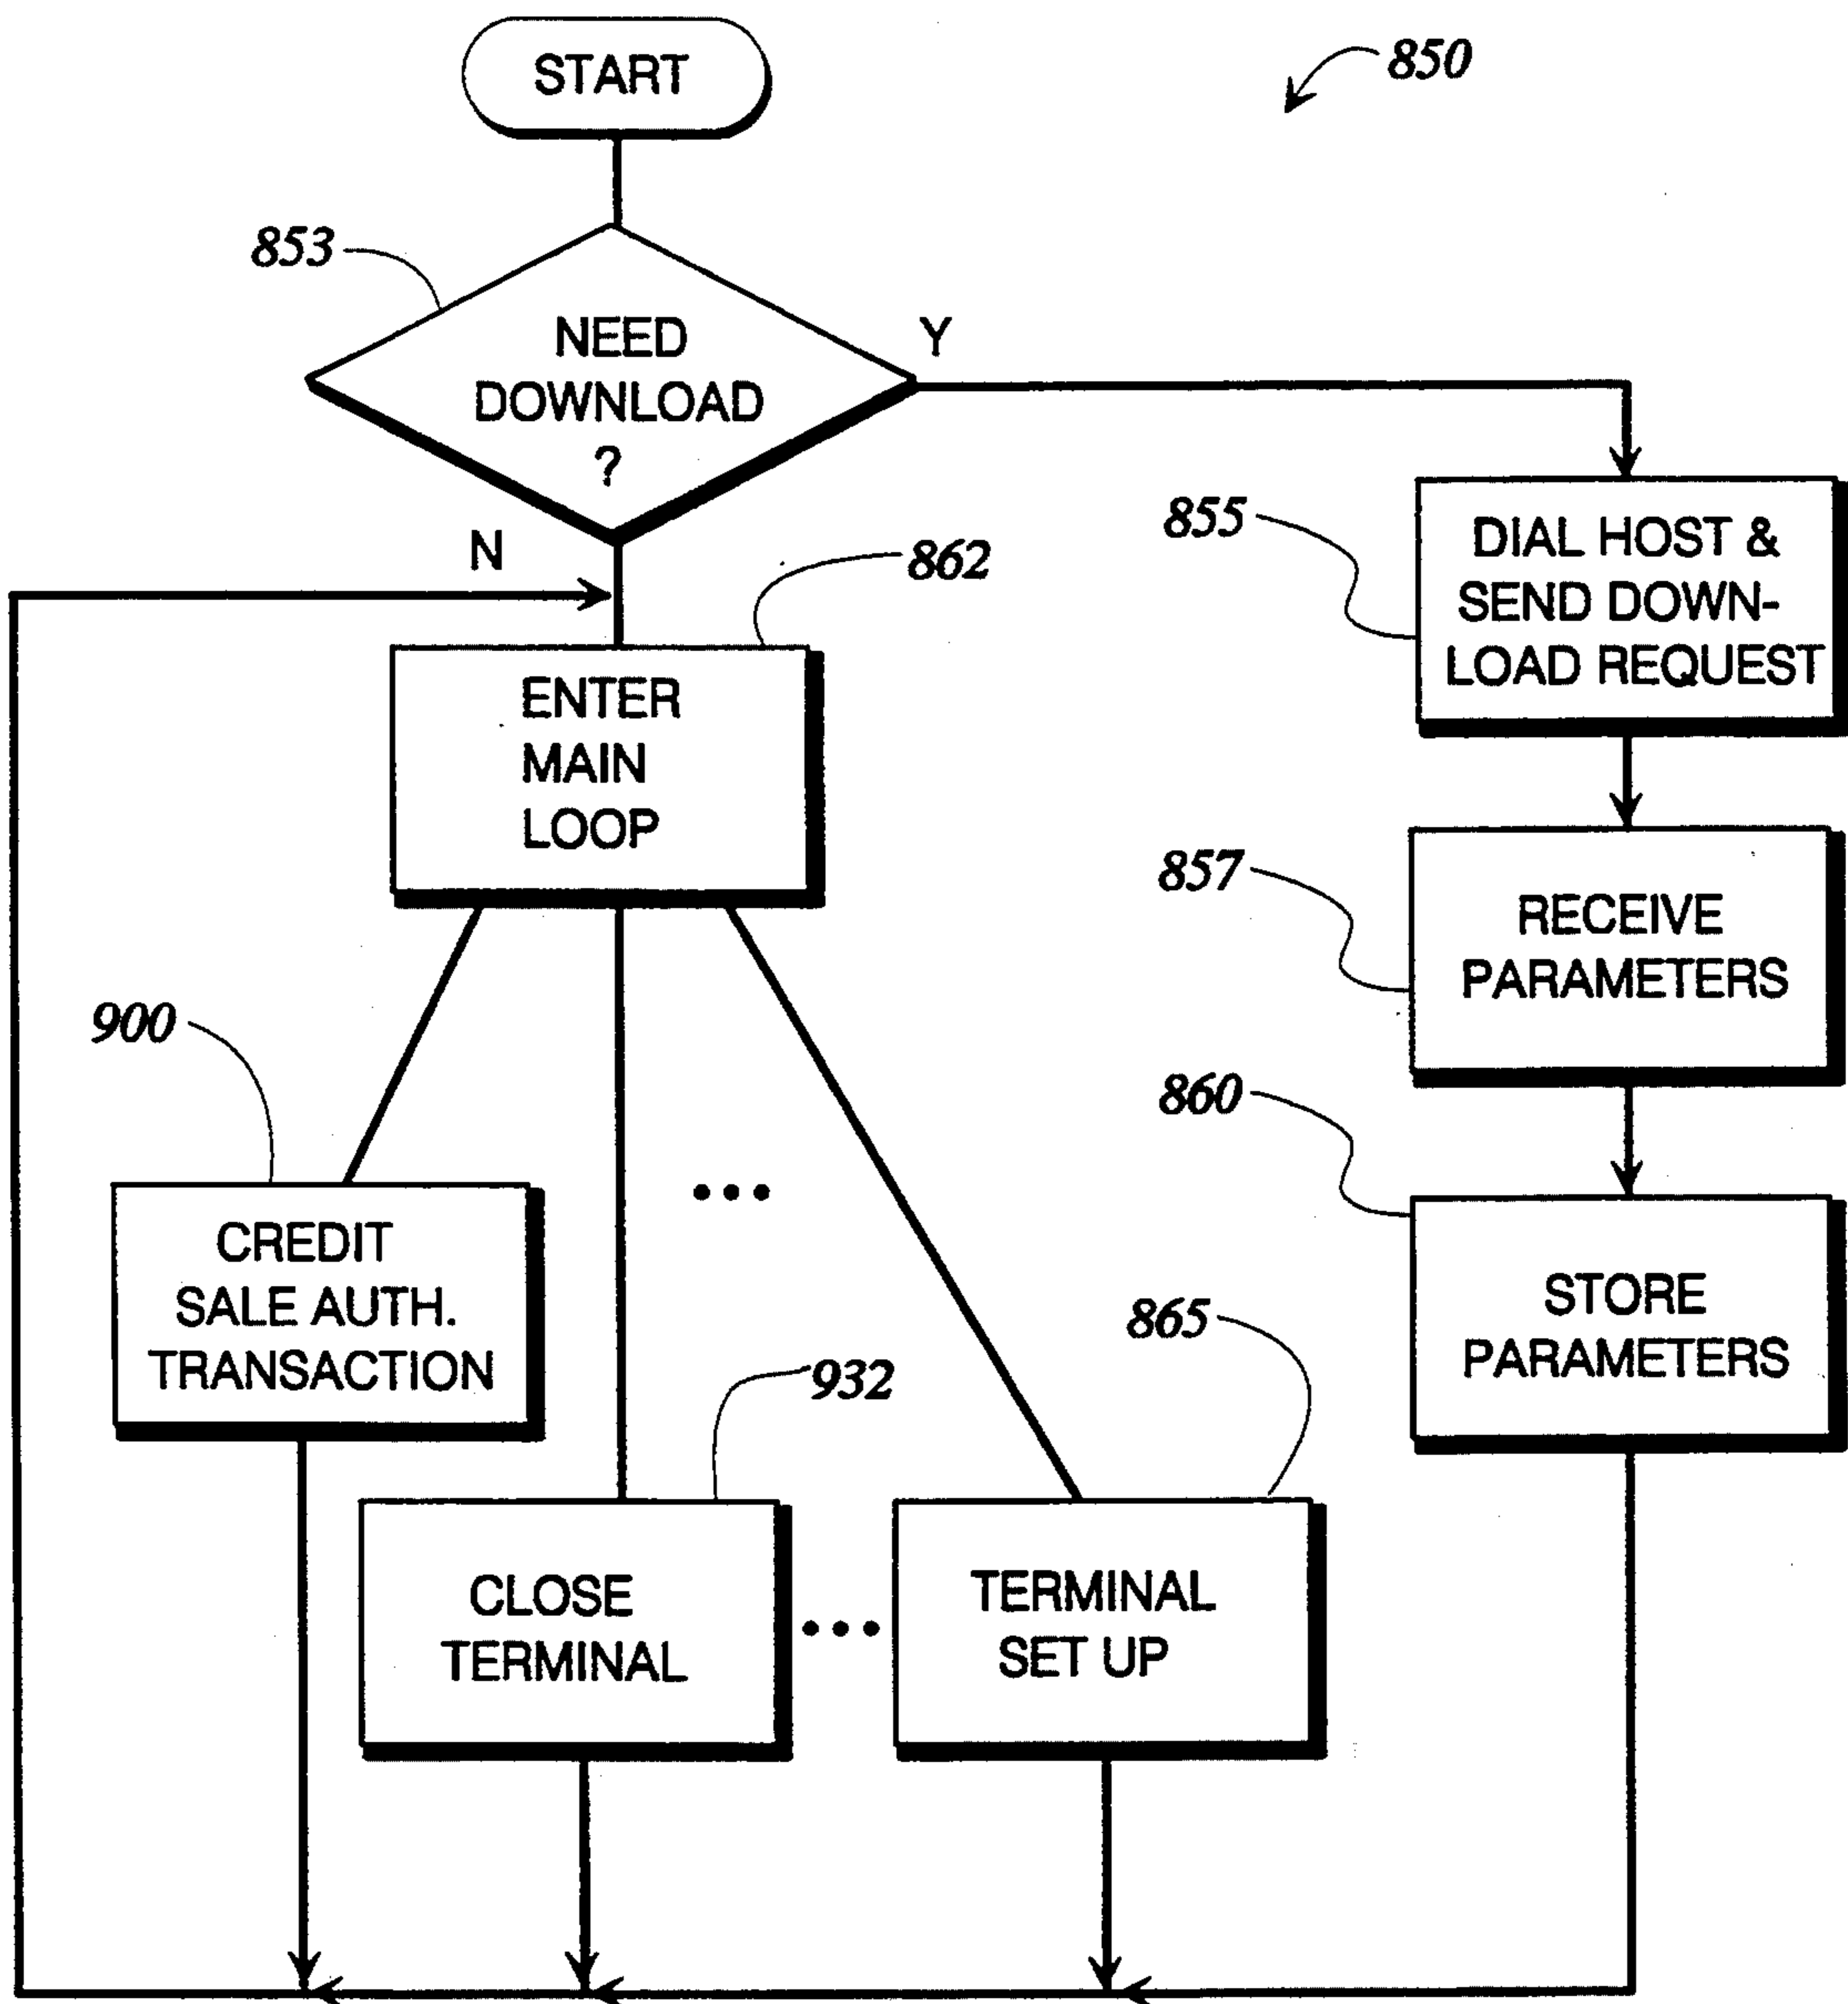 START
850
853
NEED
DOWNLOAD
?
Y
N
862
ENTER
MAIN
LOOP
855
DIAL HOST &
SEND DOWN-
LOAD REQUEST
857
RECEIVE
PARAMETERS
860
STORE
PARAMETERS
900
CREDIT
SALE AUTH.
TRANSACTION
•••
932
CLOSE
TERMINAL
•••
865
TERMINAL
SET UP